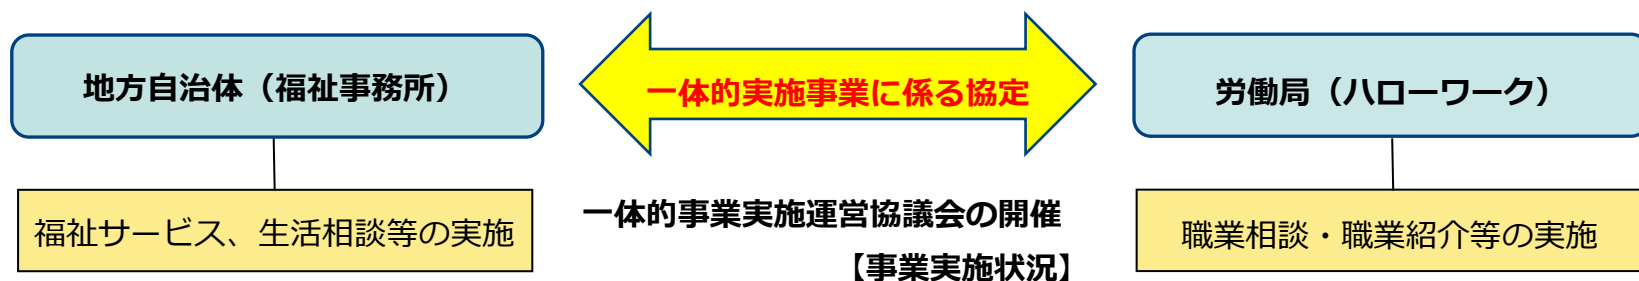 地方自治体（福祉事務所）
一体的実施事業に係る協定
労働局（ハローワーク）
福祉サービス、生活相談等の実施
一体的事業実施運営協議会の開催
職業相談・職業紹介等の実施
【事業実施状況】